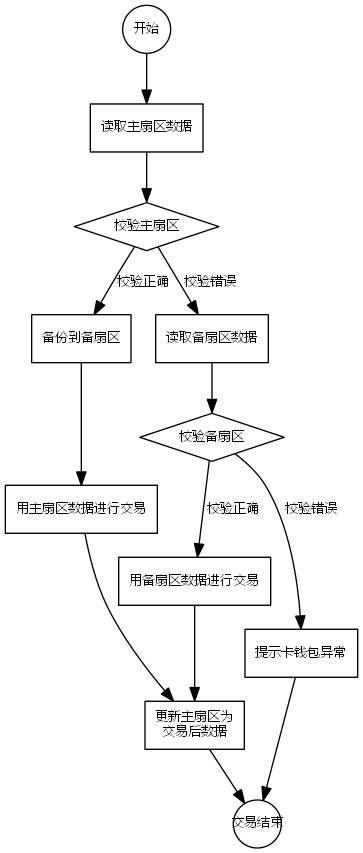 开始
读取主扇区数据
校验主扇区
校验正确
校验错误
备份到备扇区
读取备扇区数据
校验备扇区
用主扇区数据进行交易
校验正确
校验错误
用备扇区数据进行交易
提示卡钱包异常
更新主扇区为
交易后数据
交易结束